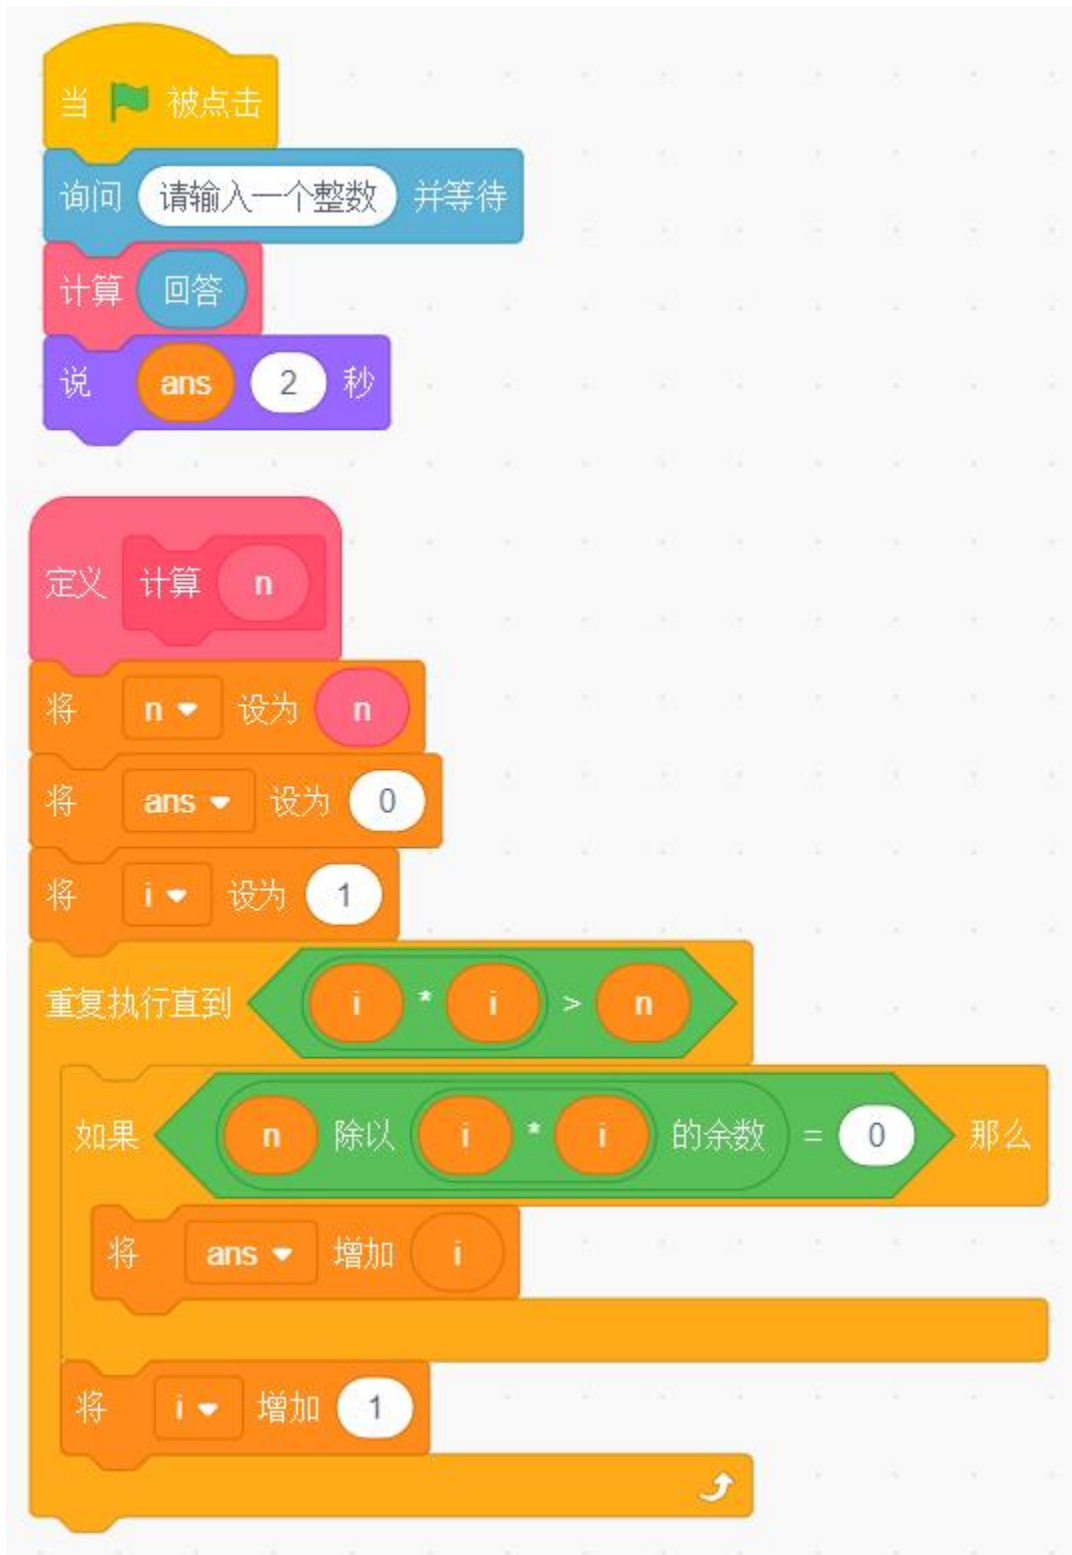 当 被点击
询问 请输入一个整数 并等待
计算 回答
说 ans 2 秒
定义 计算 n
将 n 设为 n
将 ans 设为 0
将 i 设为 1
重复执行直到 i * i > n
如果 n 除以 i * i 的余数 = 0 那么
将 ans 增加 i
将 i 增加 1